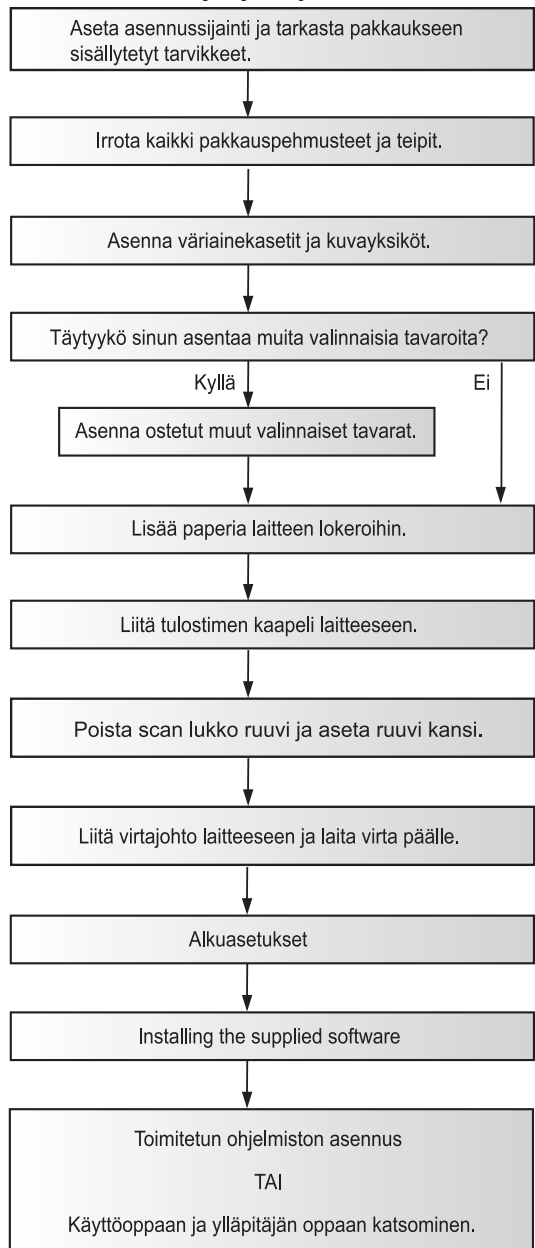 Aseta asennussijainti ja tarkasta pakkaukseen
sisällytetyt tarvikkeet.
Irrota kaikki pakkauspehmusteet ja teipit.
Asenna väriainekasetit ja kuvayksiköt.
Täytyykö sinun asentaa muita valinnaisia tavaroita?
Kyllä
Ei
Asenna ostetut muut valinnaiset tavarat.
Lisää paperia laitteen lokeroihin.
Liitä tulostimen kaapeli laitteeseen.
Poista scan lukko ruuvi ja aseta ruuvi kansi.
Liitä virtajohto laitteeseen ja laita virta päälle.
Alkuasetukset
Installing the supplied software
Toimitetun ohjelmiston asennus
TAI
Käyttöoppaan ja ylläpitäjän oppaan katsominen.